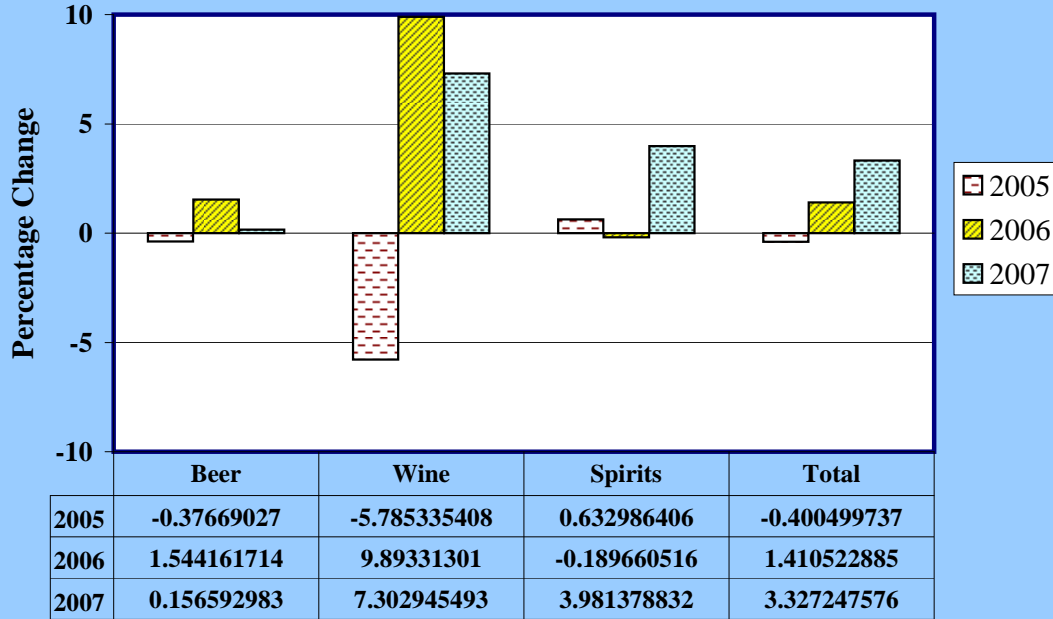 10
5
0
-5
-10
Percentage Change
2005
2006
2007
Beer Wine Spirits Total
2005 -0.37669027 -5.785335408 0.632986406 -0.400499737
2006 1.544161714 9.89331301 -0.189660516 1.410522885
2007 0.156592983 7.302945493 3.981378832 3.327247576